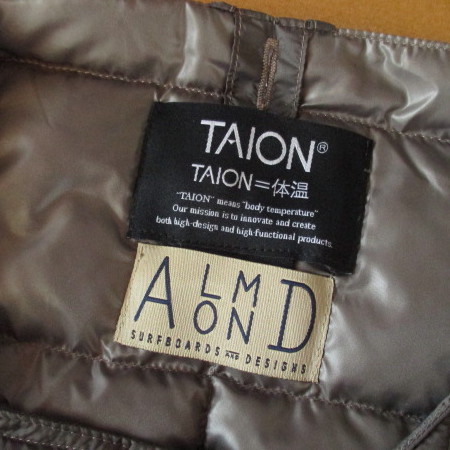 TAION®
TAION=体温
"TAION" means "body temperature"
Our mission is to innovate and create
both high-design and high-functional products.
ALMOND
SURFBOARDS AND DESIGNS